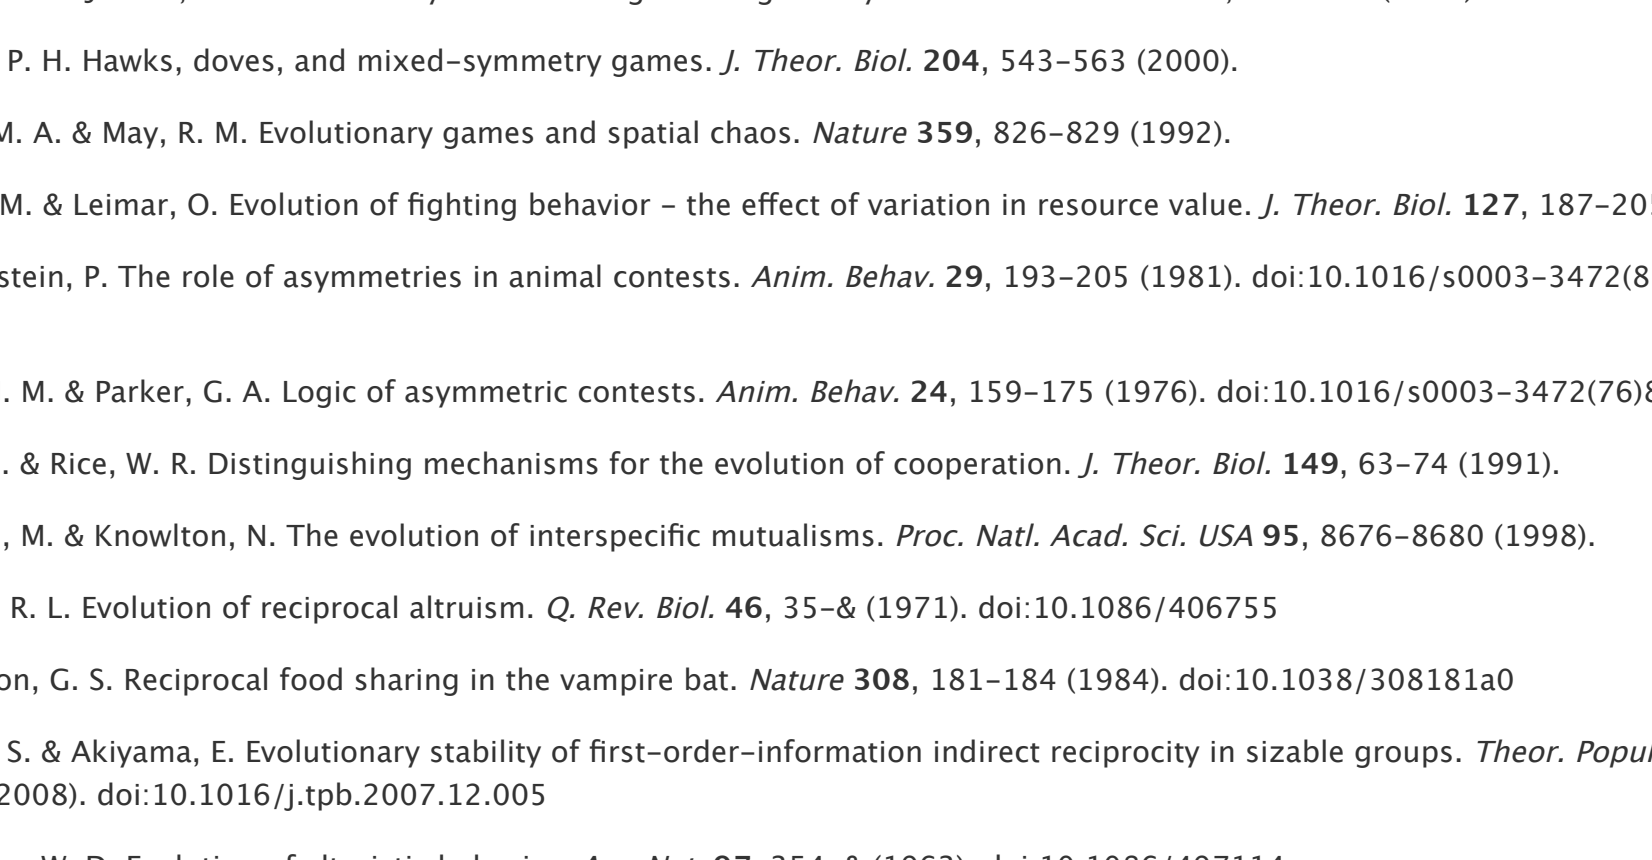 P. H. Hawks, doves, and mixed-symmetry games. J. Theor. Biol. 204, 543–563 (2000).
M. A. & May, R. M. Evolutionary games and spatial chaos. Nature 359, 826–829 (1992).
M. & Leimar, O. Evolution of fighting behavior – the effect of variation in resource value. J. Theor. Biol. 127, 187–20
stein, P. The role of asymmetries in animal contests. Anim. Behav. 29, 193–205 (1981). doi:10.1016/s0003-3472(8
. M. & Parker, G. A. Logic of asymmetric contests. Anim. Behav. 24, 159–175 (1976). doi:10.1016/s0003-3472(76)8
. & Rice, W. R. Distinguishing mechanisms for the evolution of cooperation. J. Theor. Biol. 149, 63–74 (1991).
, M. & Knowlton, N. The evolution of interspecific mutualisms. Proc. Natl. Acad. Sci. USA 95, 8676–8680 (1998).
R. L. Evolution of reciprocal altruism. Q. Rev. Biol. 46, 35–& (1971). doi:10.1086/406755
on, G. S. Reciprocal food sharing in the vampire bat. Nature 308, 181–184 (1984). doi:10.1038/308181a0
S. & Akiyama, E. Evolutionary stability of first-order-information indirect reciprocity in sizable groups. Theor. Popul
2008). doi:10.1016/j.tpb.2007.12.005